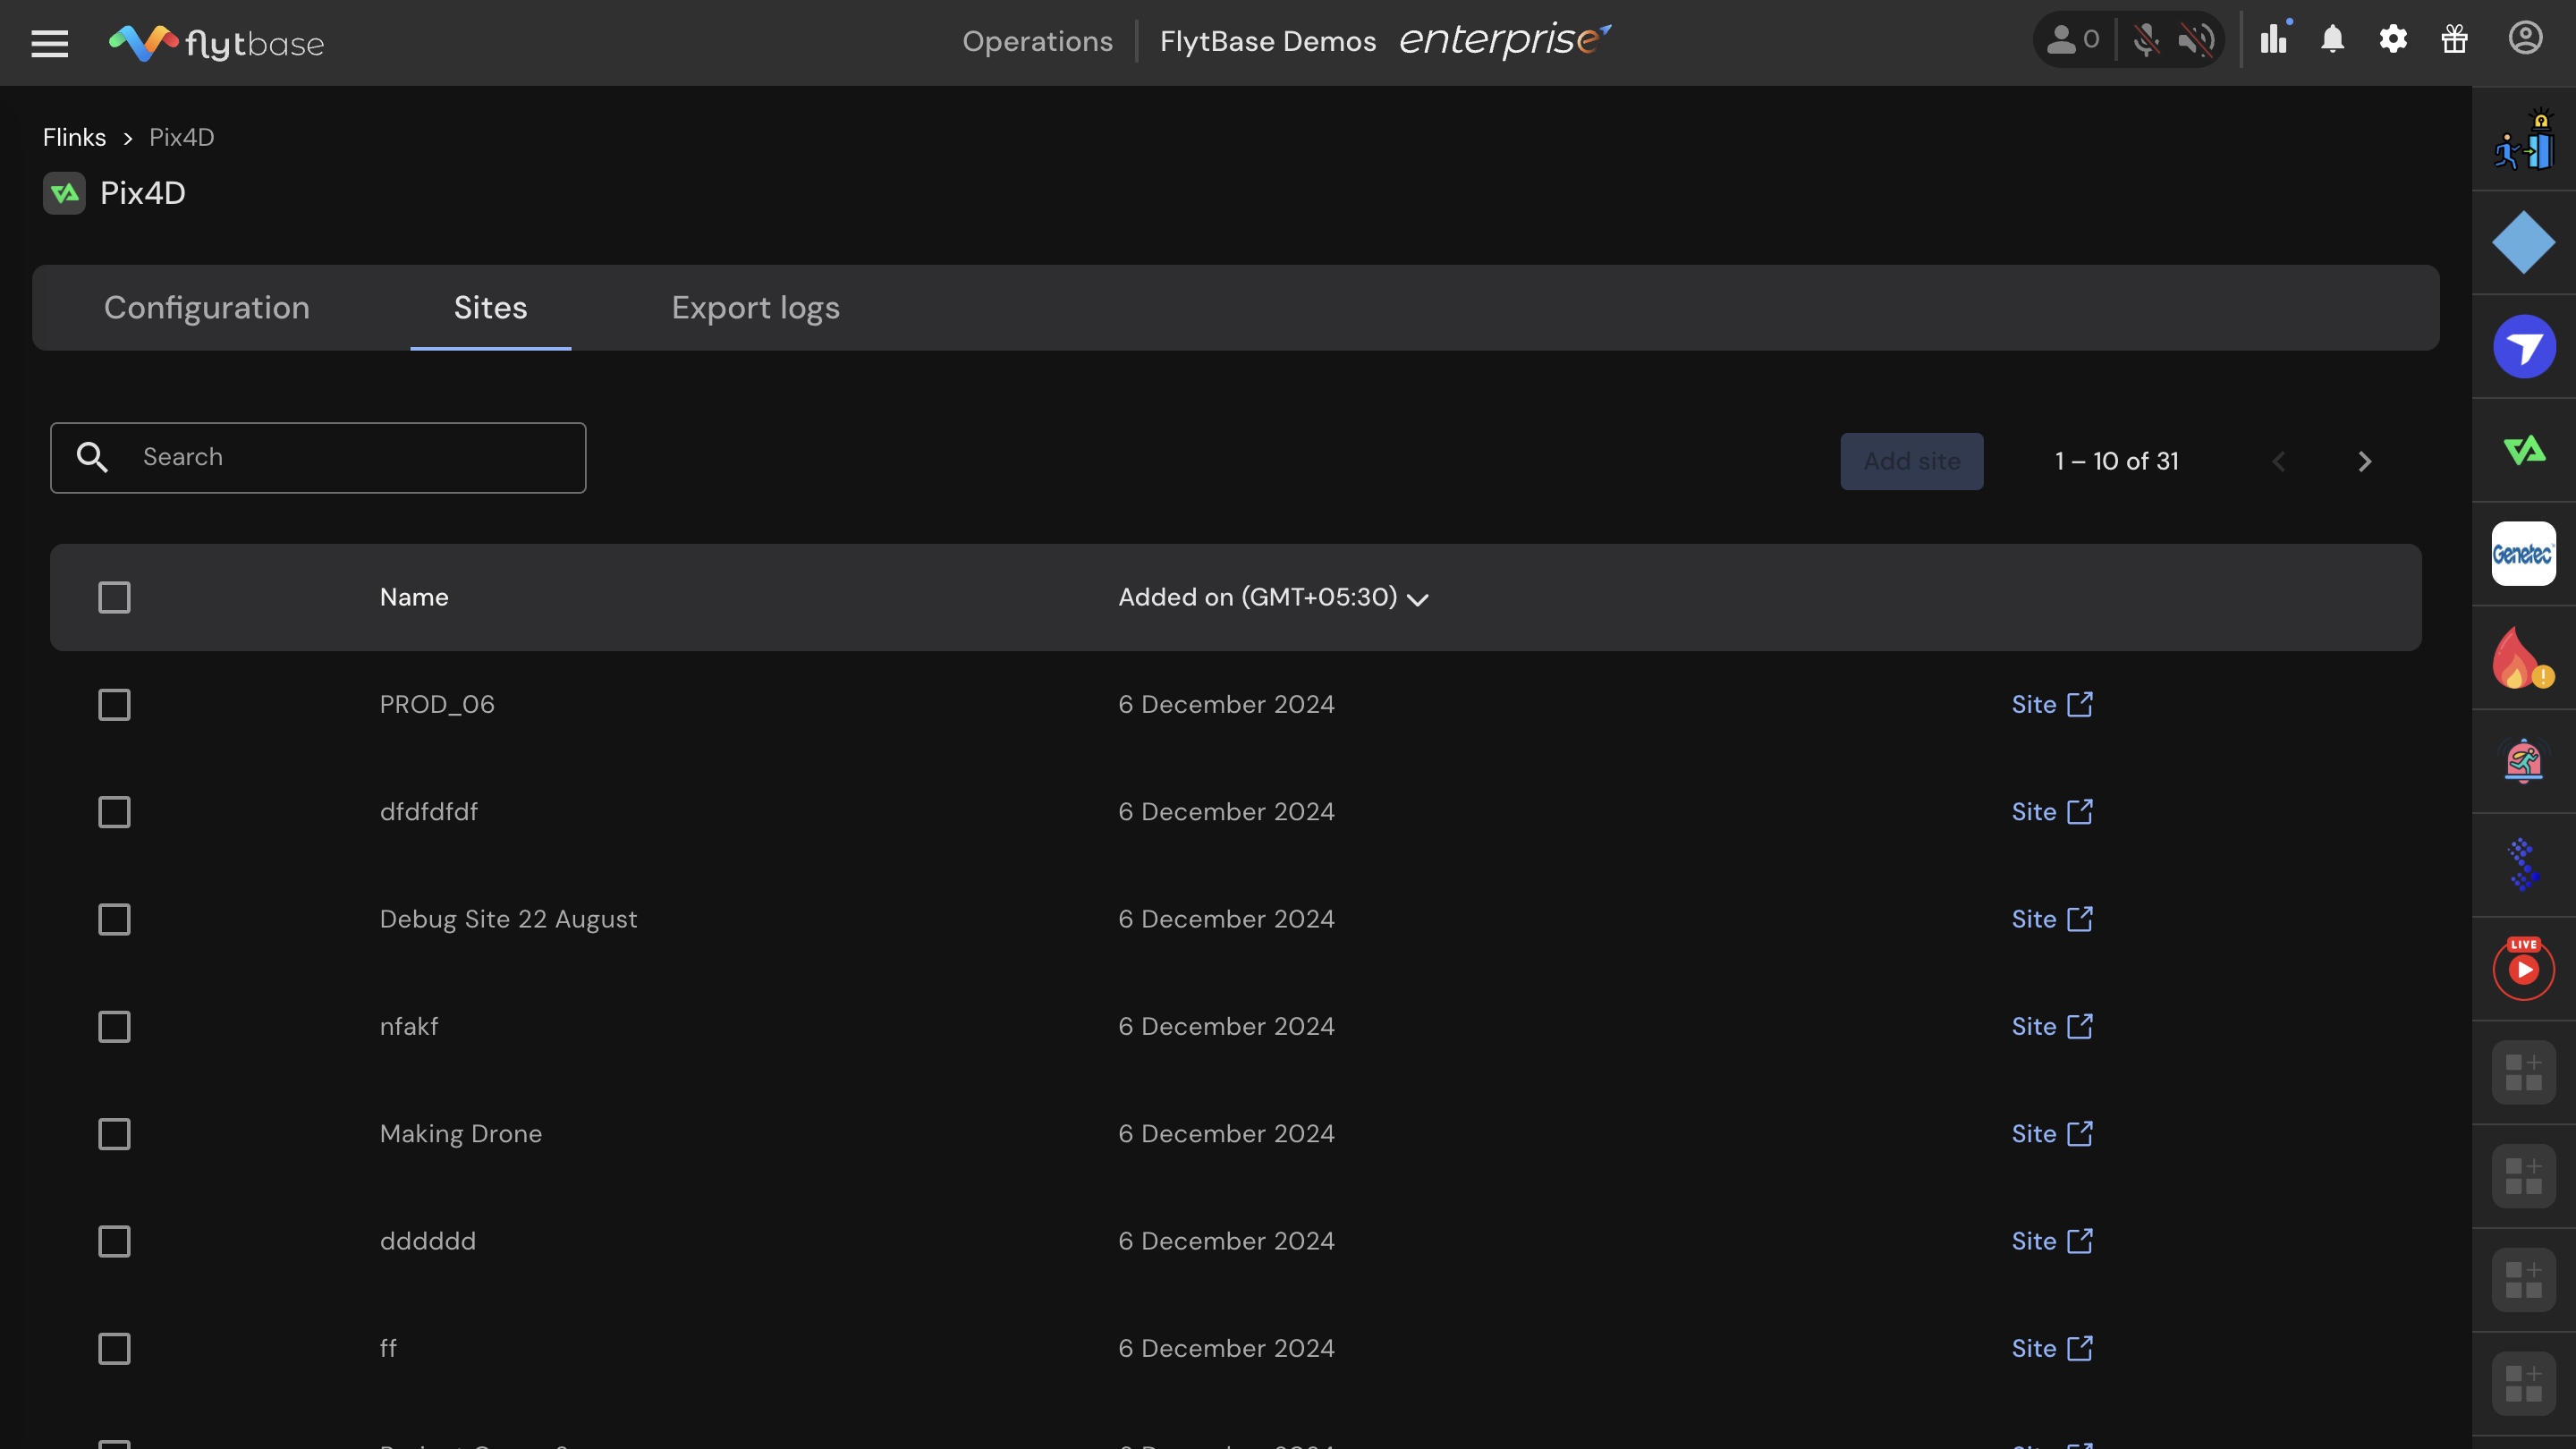 flytbase
Operations FlytBase Demos enterprise 0
Flinks > Pix4D
Pix4D
Configuration Sites Export logs
Search Add site 1 – 10 of 31
Name Added on (GMT+05:30)
PROD_06 6 December 2024 Site
dfdfdfdf 6 December 2024 Site
Debug Site 22 August 6 December 2024 Site
nfakf 6 December 2024 Site
Making Drone 6 December 2024 Site
dddddd 6 December 2024 Site
ff 6 December 2024 Site
Genetec
LIVE